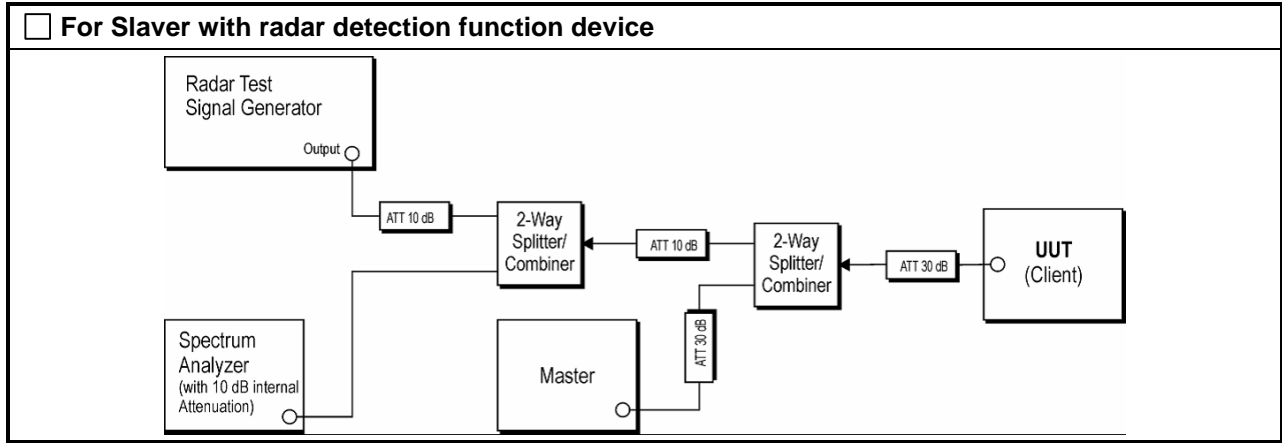 For Slaver with radar detection function device
Radar Test
Signal Generator
Output
ATT 10 dB
2-Way
Splitter/
Combiner
ATT 10 dB
2-Way
Splitter/
Combiner
ATT 30 dB
UUT
(Client)
Spectrum
Analyzer
(with 10 dB internal
Attenuation)
Master
ATT 30 dB